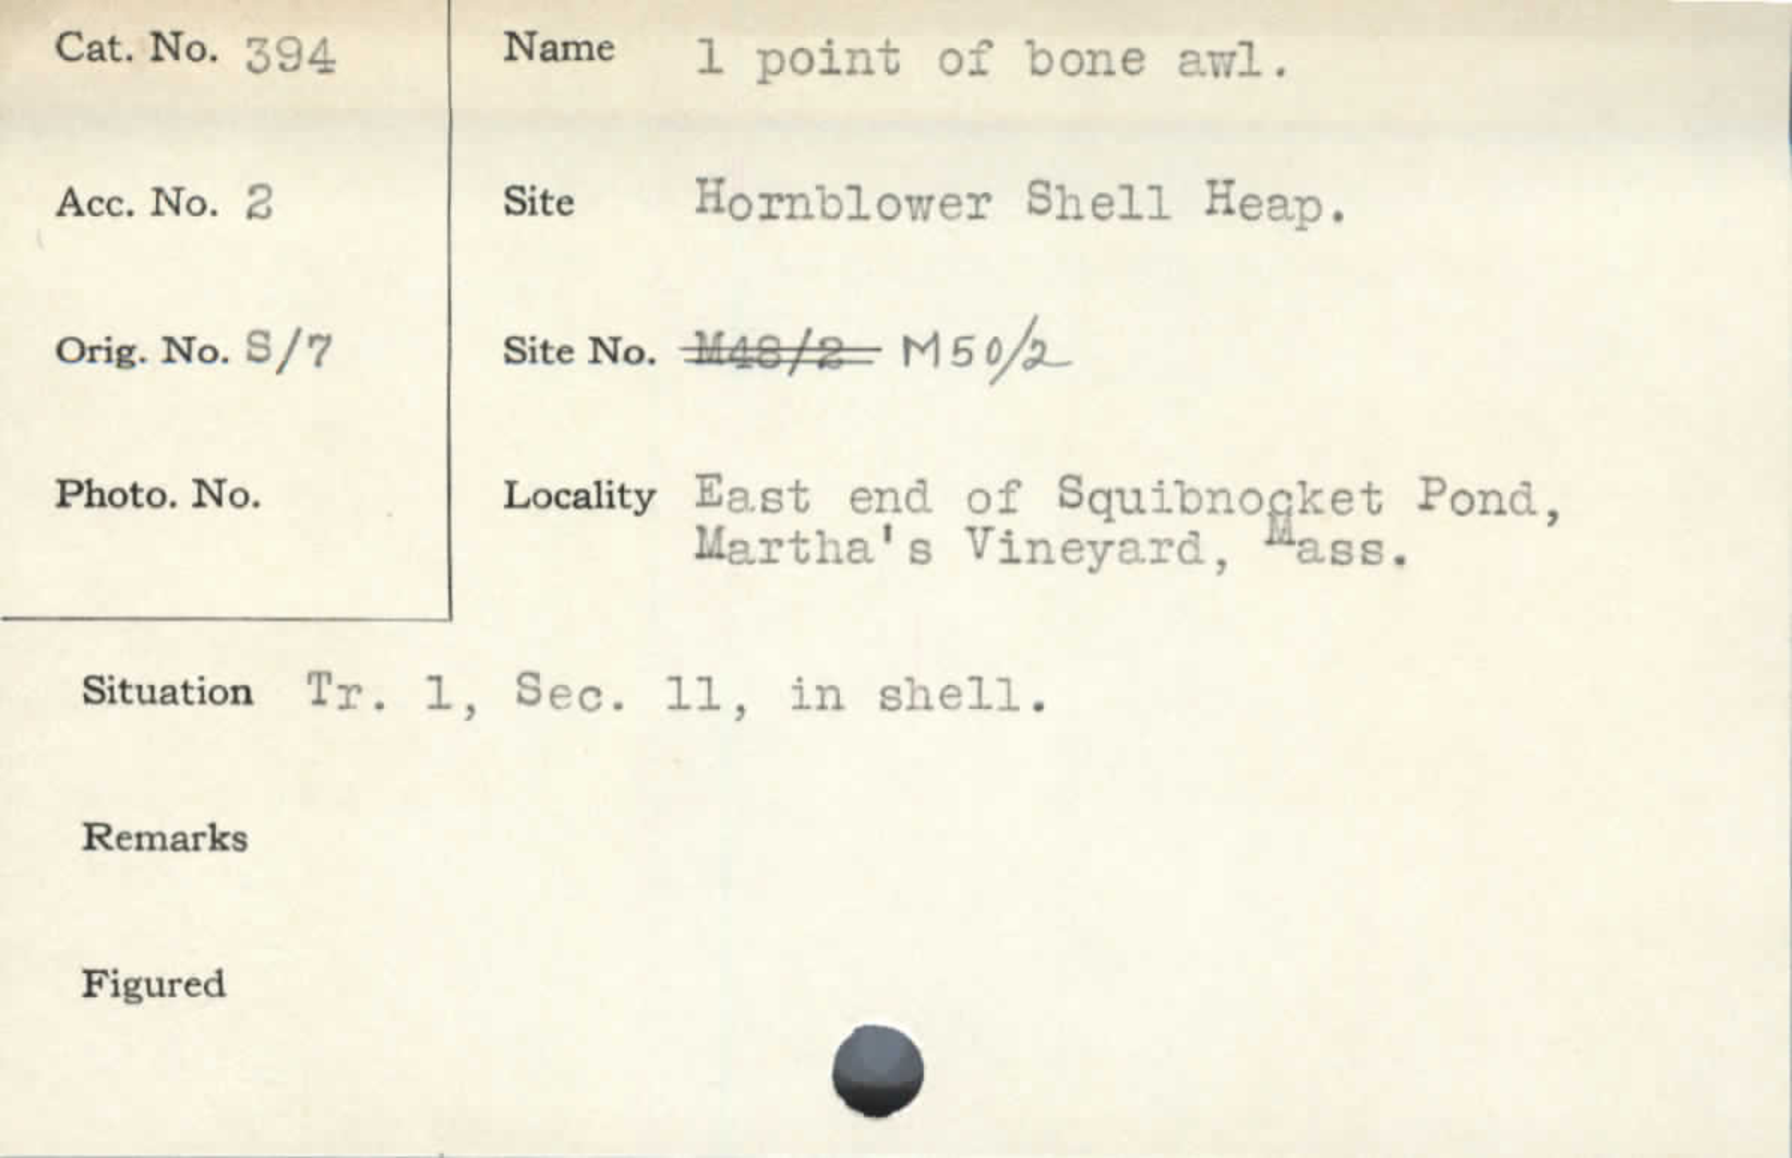 Cat. No. 394
Name 1 point of bone awl.
Acc. No. 2
Site Hornblower Shell Heap.
Orig. No. S/7
Site No. M48/2 M50/2
Photo. No.
Locality East end of Squibnocket Pond,
Martha's Vineyard, Mass.
Situation Tr. 1, Sec. 11, in shell.
Remarks
Figured